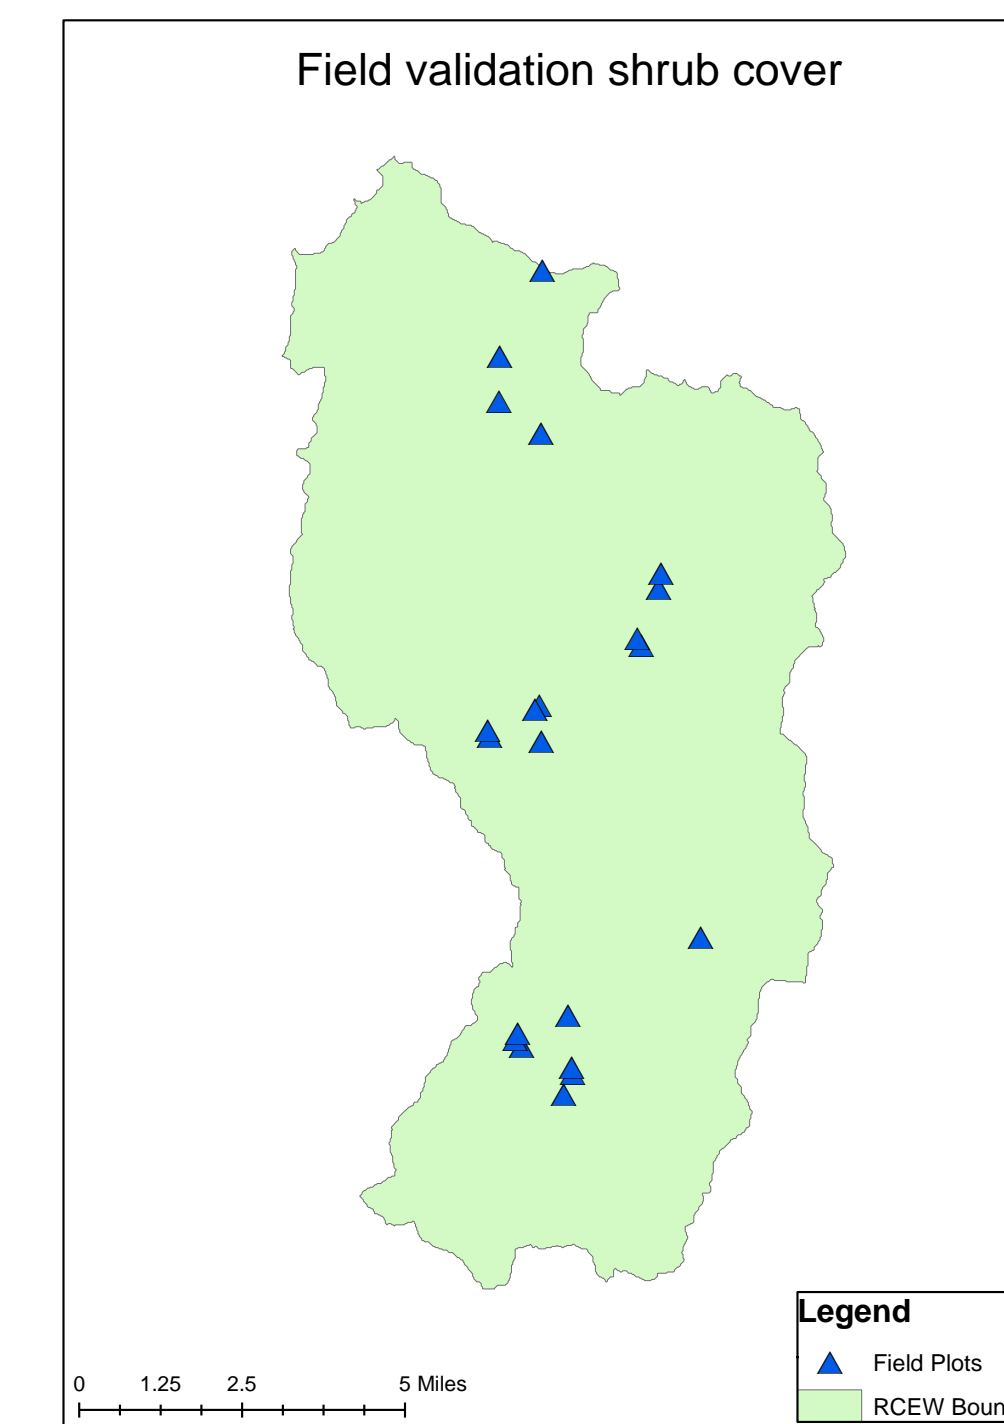 Field validation shrub cover
Legend
Field Plots
RCEW Boun
0 1.25 2.5 5 Miles